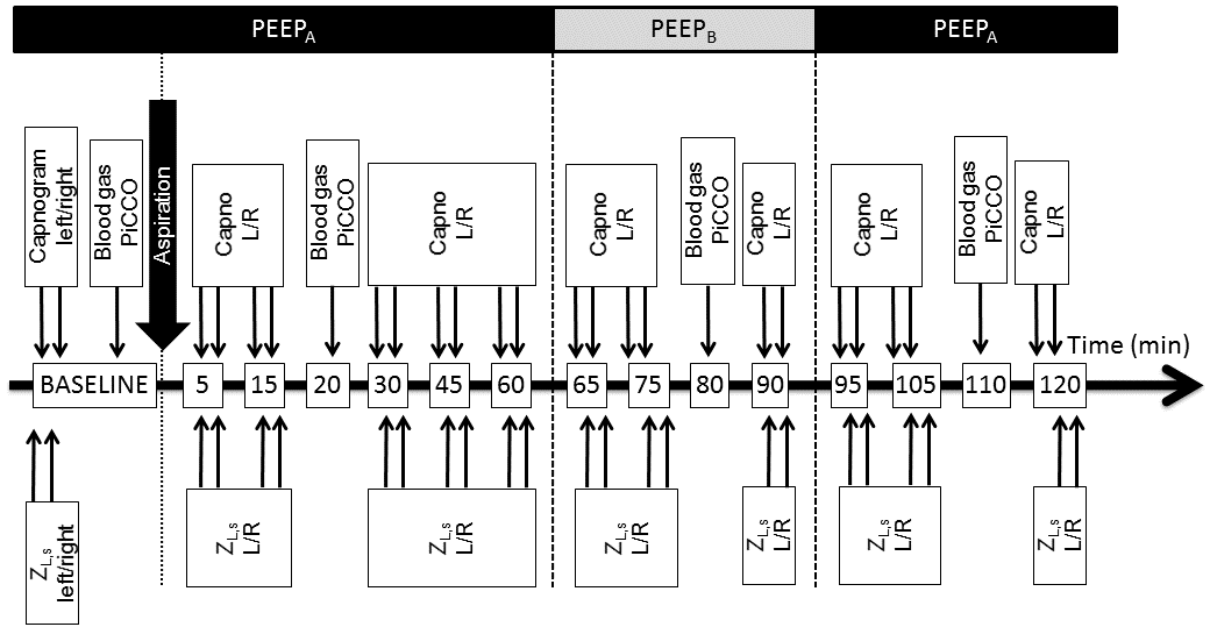 PEEPA
PEEPB
PEEPA
Capnogram
left/right
Blood gas
PiCCO
Aspiration
Capno
L/R
Blood gas
PiCCO
Capno
L/R
Capno
L/R
Blood gas
PiCCO
Capno
L/R
Capno
L/R
Blood gas
PiCCO
Capno
L/R
Time (min)
BASELINE 5 15 20 30 45 60 65 75 80 90 95 105 110 120
ZL,s
left/right
ZL,s
L/R
ZL,s
L/R
ZL,s
L/R
ZL,s
L/R
ZL,s
L/R
ZL,s
L/R